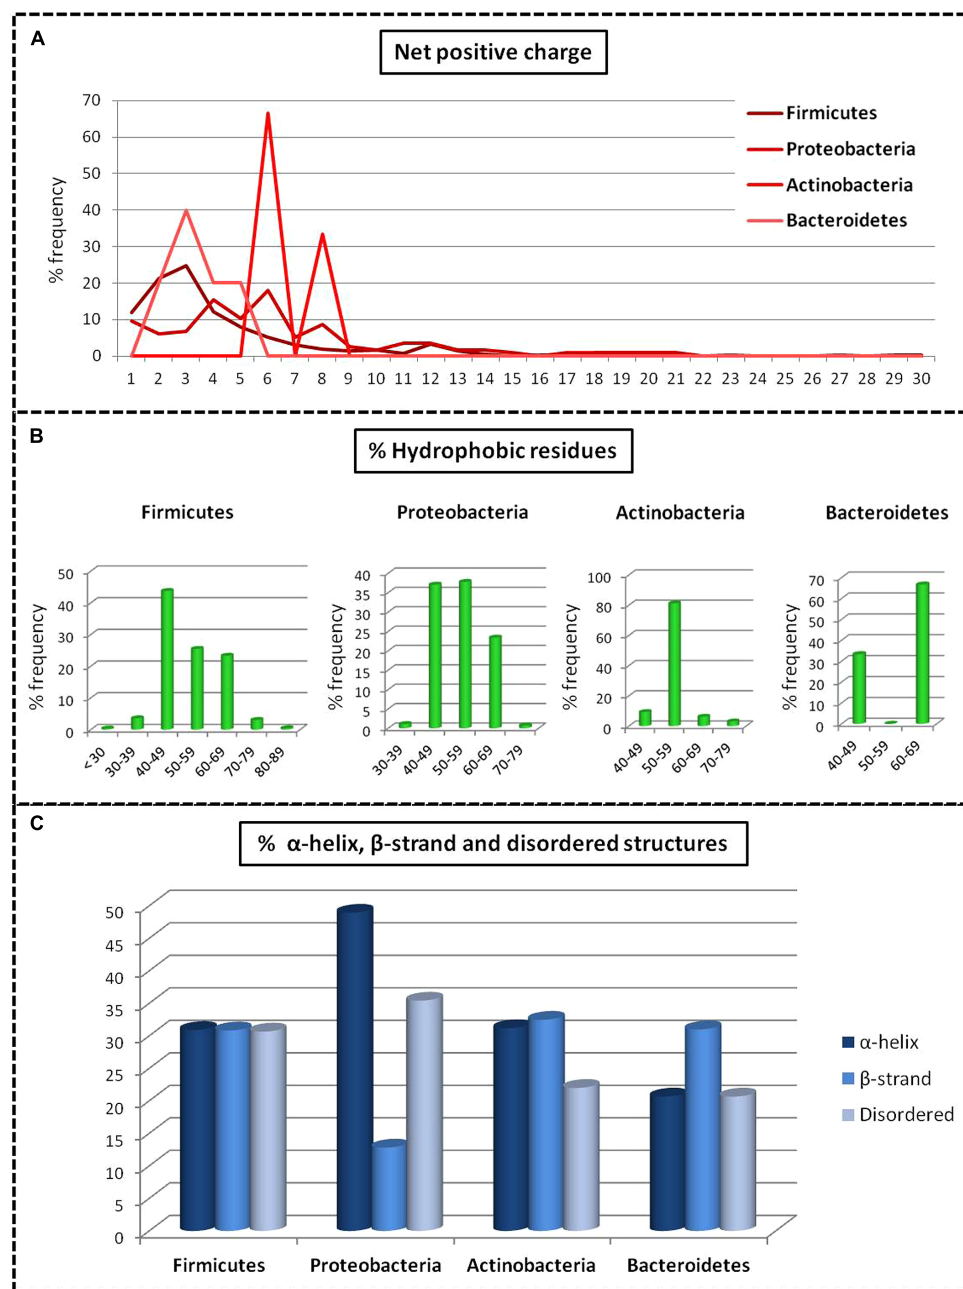 A
Net positive charge
% frequency
70
60
50
40
30
20
10
0
1 2 3 4 5 6 7 8 9 10 11 12 13 14 15 16 17 18 19 20 21 22 23 24 25 26 27 28 29 30
Firmicutes
Proteobacteria
Actinobacteria
Bacteroidetes
B
% Hydrophobic residues
Firmicutes
% frequency
50
40
30
20
10
0
<30 30-39 40-49 50-59 60-69 70-79 80-89
Proteobacteria
% frequency
40
35
30
25
20
15
10
5
0
30-39 40-49 50-59 60-69 70-79
Actinobacteria
% frequency
100
80
60
40
20
0
40-49 50-59 60-69 70-79
Bacteroidetes
% frequency
70
60
50
40
30
20
10
0
40-49 50-59 60-69
C
% α-helix, β-strand and disordered structures
50
45
40
35
30
25
20
15
10
5
0
Firmicutes Proteobacteria Actinobacteria Bacteroidetes
α-helix
β-strand
Disordered